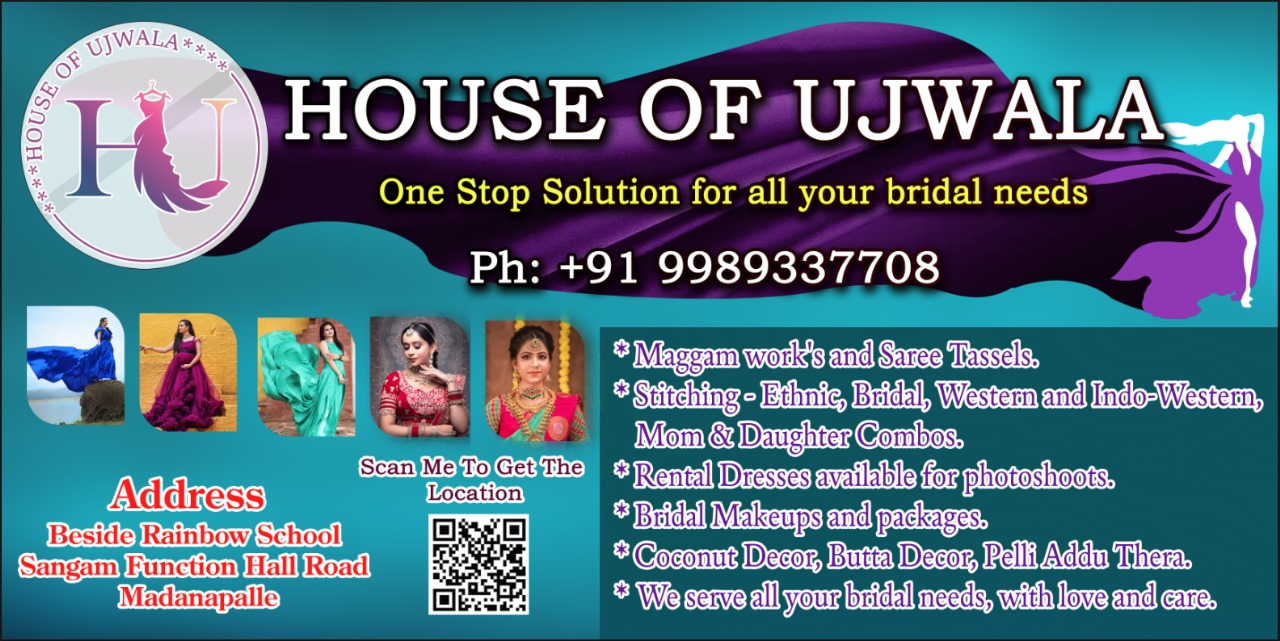 ****HOUSE OF UJWALA****
HU
HOUSE OF UJWALA
One Stop Solution for all your bridal needs
Ph: +91 9989337708
Scan Me To Get The
Location
Address
Beside Rainbow School
Sangam Function Hall Road
Madanapalle
* Maggam work's and Saree Tassels.
* Stitching - Ethnic, Bridal, Western and Indo-Western,
Mom & Daughter Combos.
* Rental Dresses available for photoshoots.
* Bridal Makeups and packages.
* Coconut Decor, Butta Decor, Pelli Addu Thera.
* We serve all your bridal needs, with love and care.